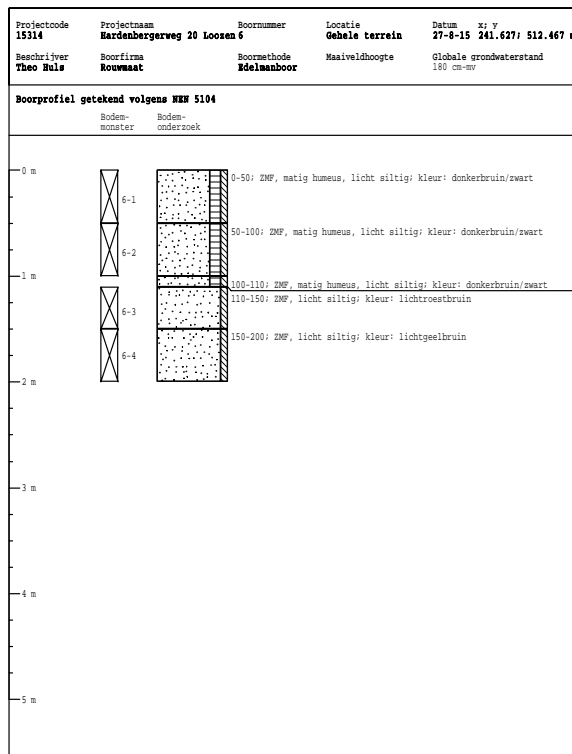 Projectcode Projectnaam Boornummer Locatie Datum x; y
15314 Hardenbergerweg 20 Loozen 6 Gehele terrein 27-8-15 241.627; 512.467
Beschrijver Boorfirma Boormethode Maaiveldhoogte Globale grondwaterstand
Theo Huls Rouwmaat Edelmanboor 180 cm-mv
Boorprofiel getekend volgens NEN 5104
Bodem- Bodem-
monster onderzoek
0 m
0-50; ZMF, matig humeus, licht siltig; kleur: donkerbruin/zwart
6-1
50-100; ZMF, matig humeus, licht siltig; kleur: donkerbruin/zwart
6-2
1 m
100-110; ZMF, matig humeus, licht siltig; kleur: donkerbruin/zwart
110-150; ZMF, licht siltig; kleur: lichtroestbruin
6-3
150-200; ZMF, licht siltig; kleur: lichtgeelbruin
6-4
2 m
3 m
4 m
5 m